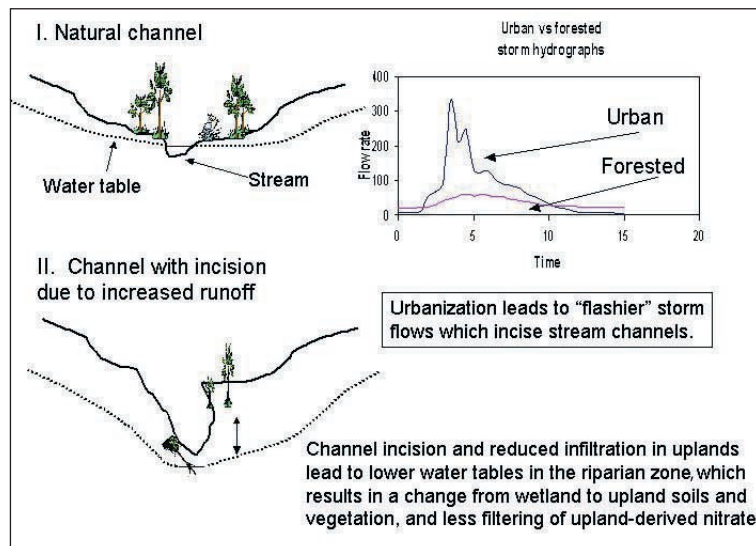 I. Natural channel
Water table
Stream
Urban vs forested
storm hydrographs
400
300
200
100
0
Flow rate
Urban
Forested
0 5 10 15 20
Time
II. Channel with incision
due to increased runoff
Urbanization leads to “flashier” storm
flows which incise stream channels.
Channel incision and reduced infiltration in uplands
lead to lower water tables in the riparian zone, which
results in a change from wetland to upland soils and
vegetation, and less filtering of upland-derived nitrate